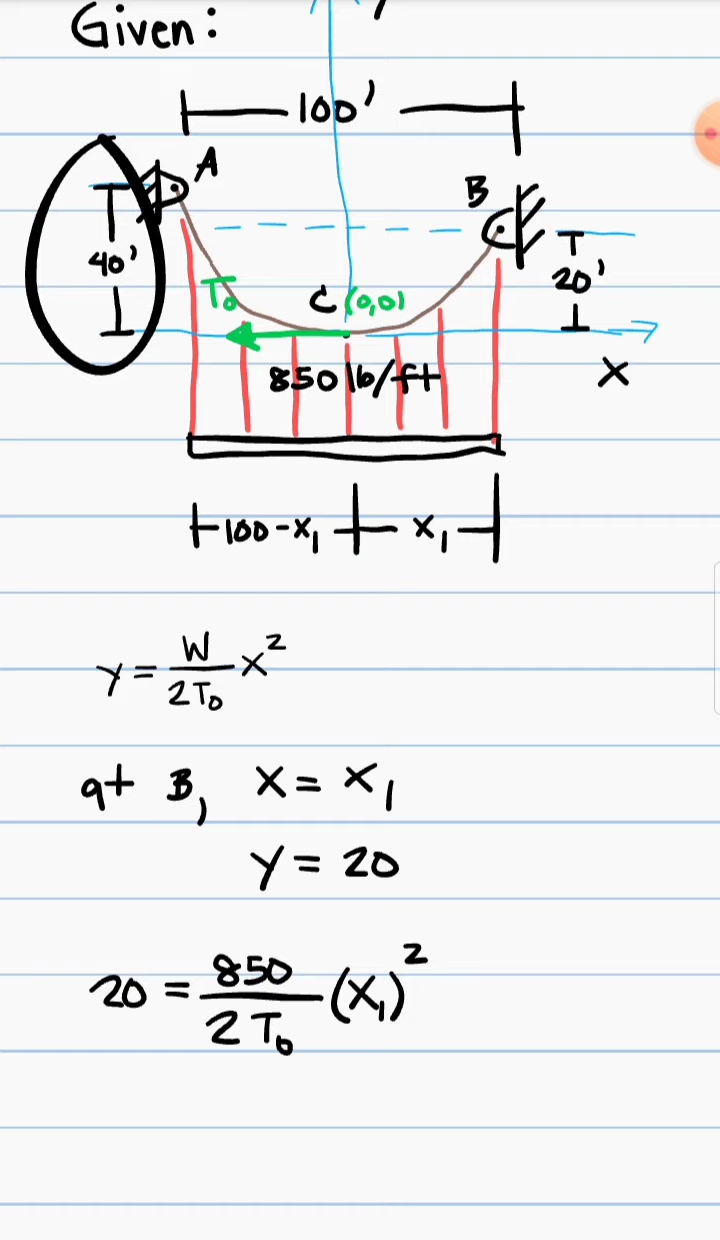 Given:
100'
A
B
40'
T₀
C (0,0)
20'
850 lb/ft
X
100-x₁
x₁
y = W/2T₀ x²
at B, X = X₁
Y = 20
20 = 850/2T₀ (X₁)²